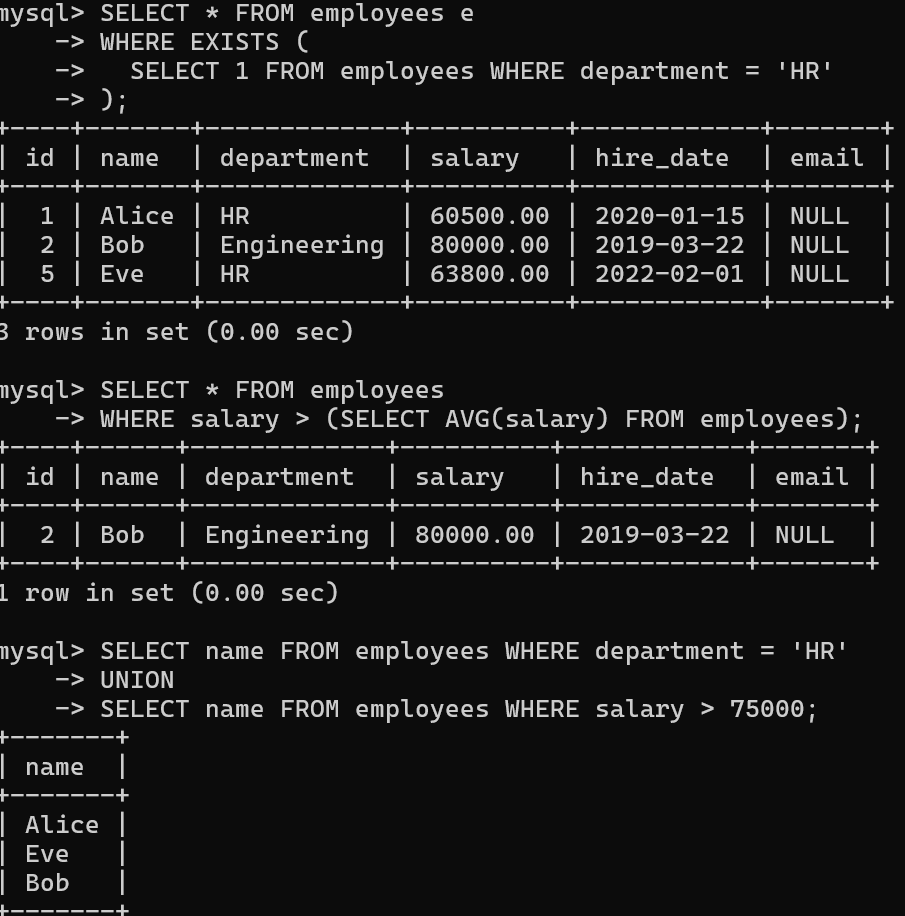 mysql> SELECT * FROM employees e
    -> WHERE EXISTS (
    ->   SELECT 1 FROM employees WHERE department = 'HR'
    -> );
+----+-------+-------------+----------+------------+-------+
| id | name  | department  | salary   | hire_date  | email |
+----+-------+-------------+----------+------------+-------+
|  1 | Alice | HR          | 60500.00 | 2020-01-15 | NULL  |
|  2 | Bob   | Engineering | 80000.00 | 2019-03-22 | NULL  |
|  5 | Eve   | HR          | 63800.00 | 2022-02-01 | NULL  |
+----+-------+-------------+----------+------------+-------+
3 rows in set (0.00 sec)

mysql> SELECT * FROM employees
    -> WHERE salary > (SELECT AVG(salary) FROM employees);
+----+------+-------------+----------+------------+-------+
| id | name | department  | salary   | hire_date  | email |
+----+------+-------------+----------+------------+-------+
|  2 | Bob  | Engineering | 80000.00 | 2019-03-22 | NULL  |
+----+------+-------------+----------+------------+-------+
1 row in set (0.00 sec)

mysql> SELECT name FROM employees WHERE department = 'HR'
    -> UNION
    -> SELECT name FROM employees WHERE salary > 75000;
+-------+
| name  |
+-------+
| Alice |
| Eve   |
| Bob   |
+-------+